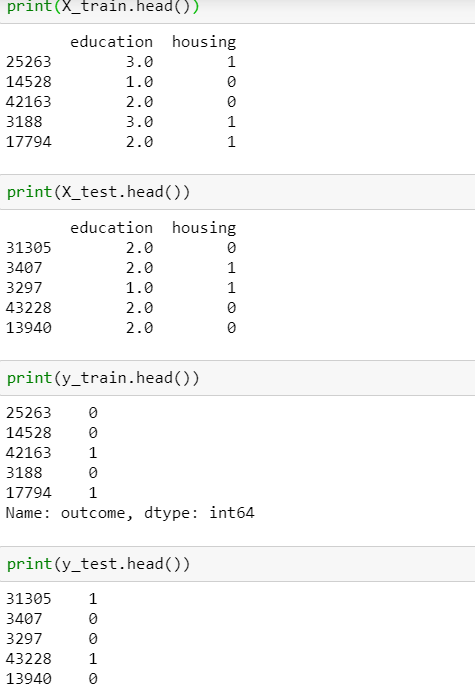 print(X_train.head())
education housing
25263 3.0 1
14528 1.0 0
42163 2.0 0
3188 3.0 1
17794 2.0 1
print(X_test.head())
education housing
31305 2.0 0
3407 2.0 1
3297 1.0 1
43228 2.0 0
13940 2.0 0
print(y_train.head())
25263 0
14528 0
42163 1
3188 0
17794 1
Name: outcome, dtype: int64
print(y_test.head())
31305 1
3407 0
3297 0
43228 1
13940 0